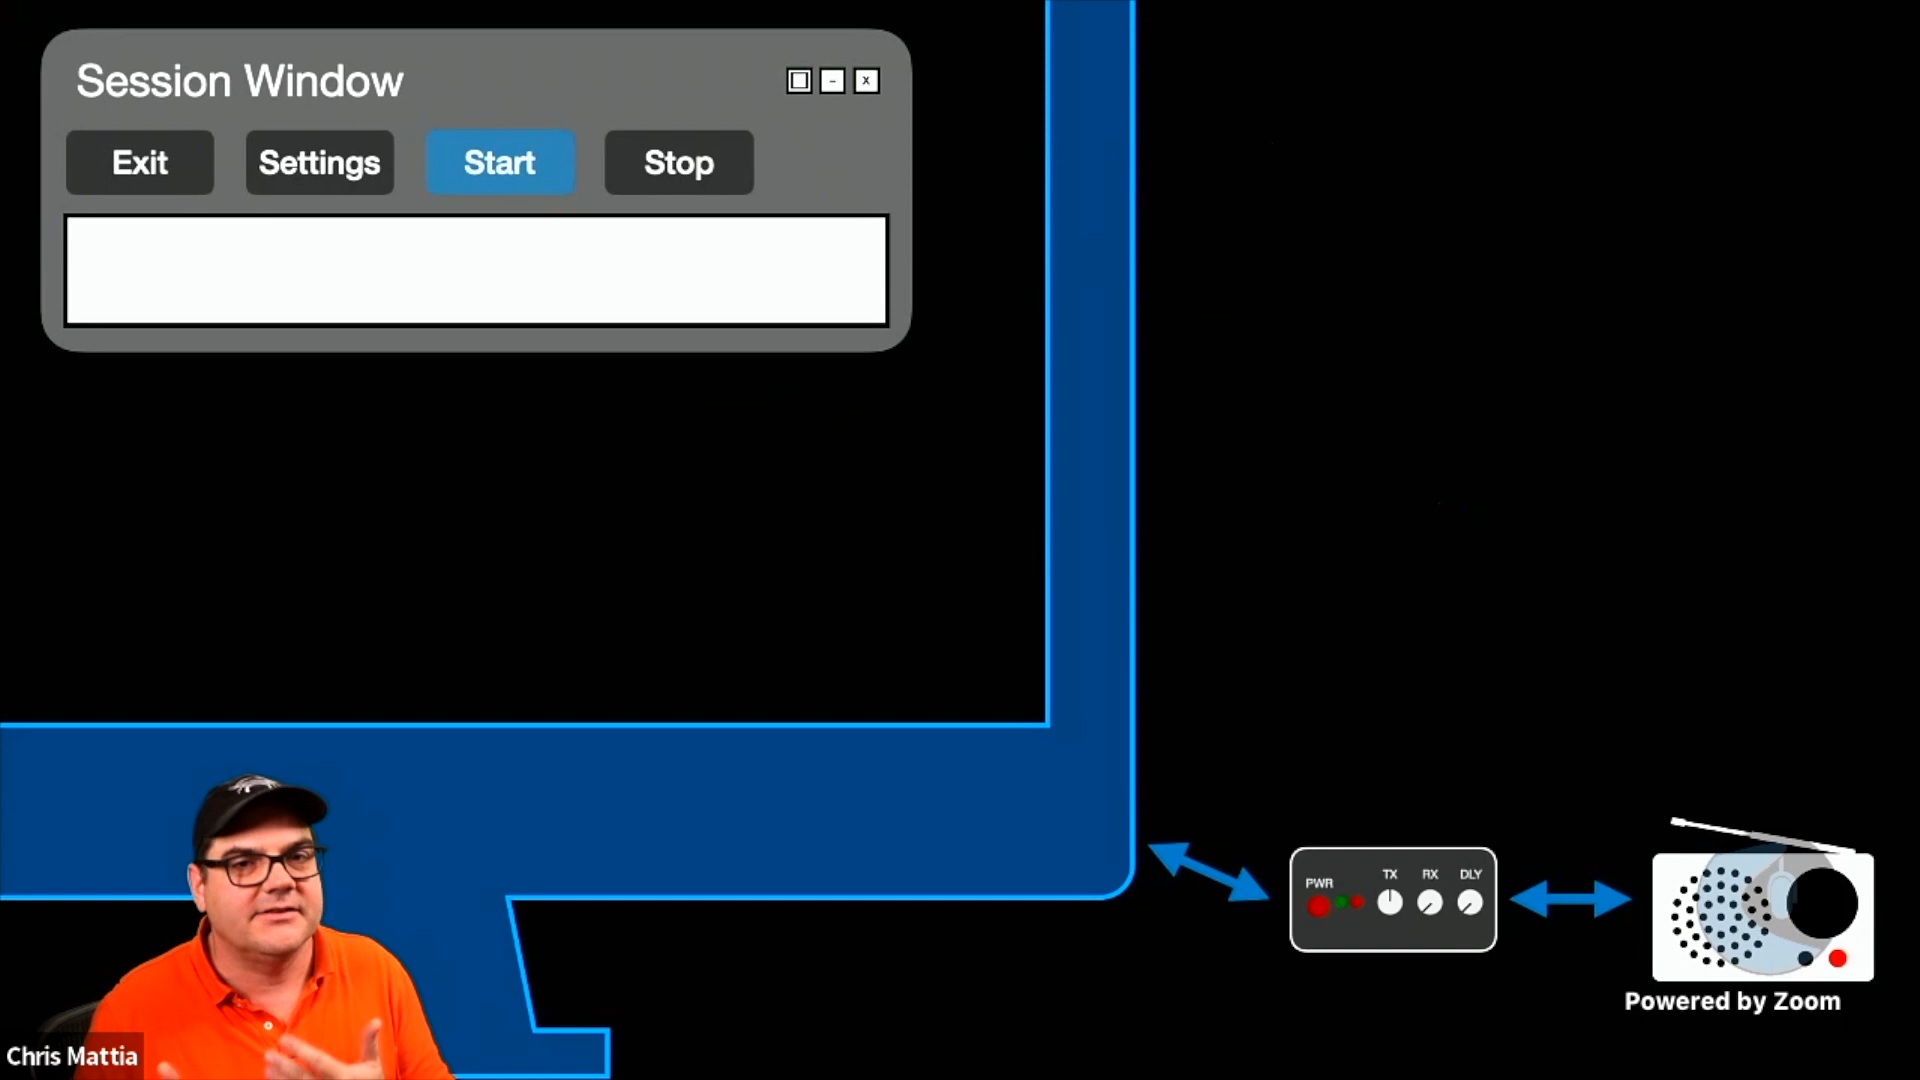 Session Window
- x
Exit Settings Start Stop
TX RX DLY
PWR
Powered by Zoom
Chris Mattia